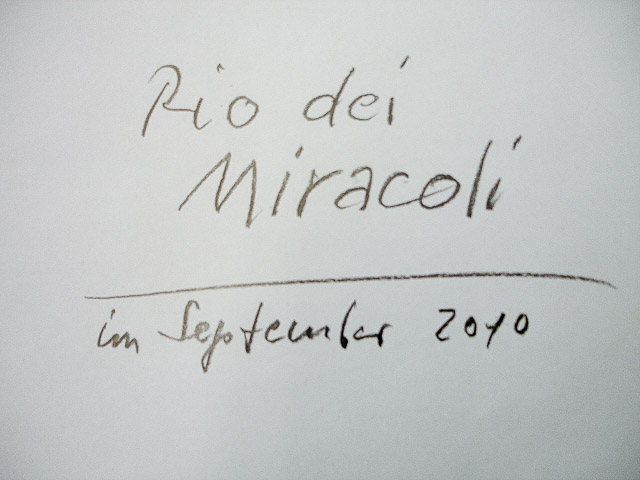 Rio dei
Miracoli
im September 2010